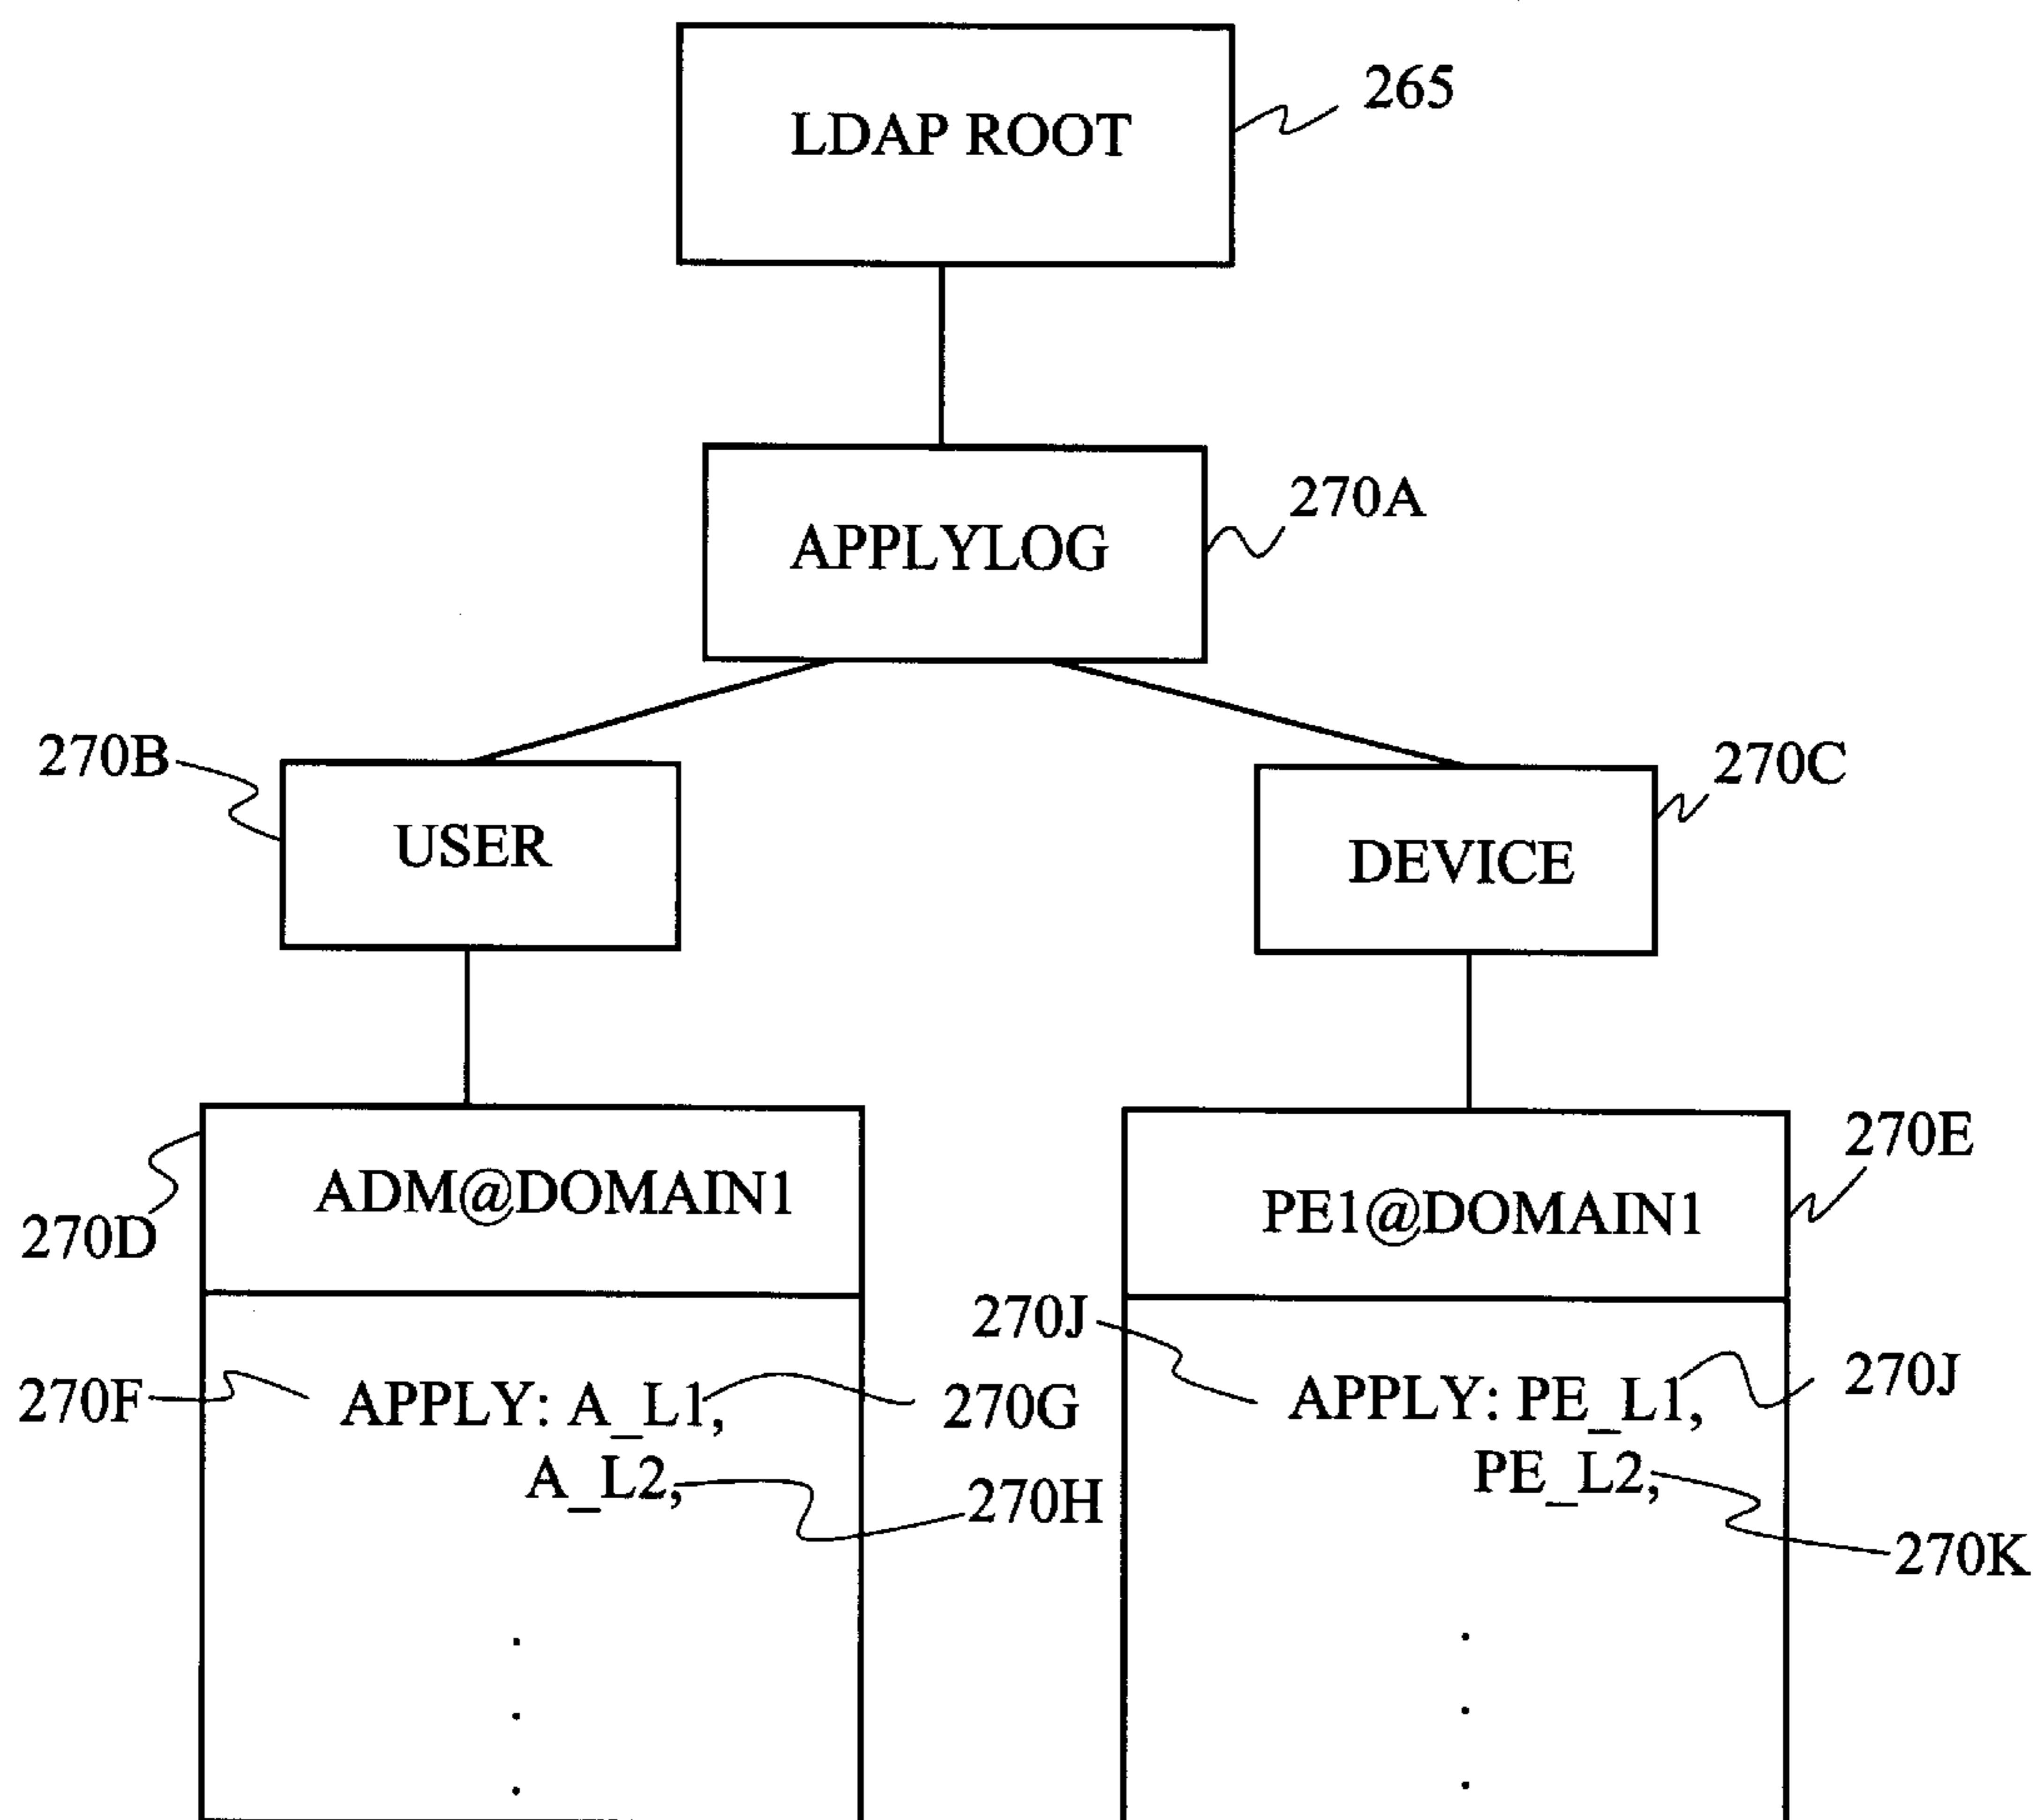 LDAP ROOT
265
APPLYLOG
270A
270B
USER
270C
DEVICE
270D
ADM@DOMAIN1
270E
PE1@DOMAIN1
270F
APPLY: A_L1,
270G
A_L2,
270H
270J
APPLY: PE_L1,
270J
PE_L2,
270K